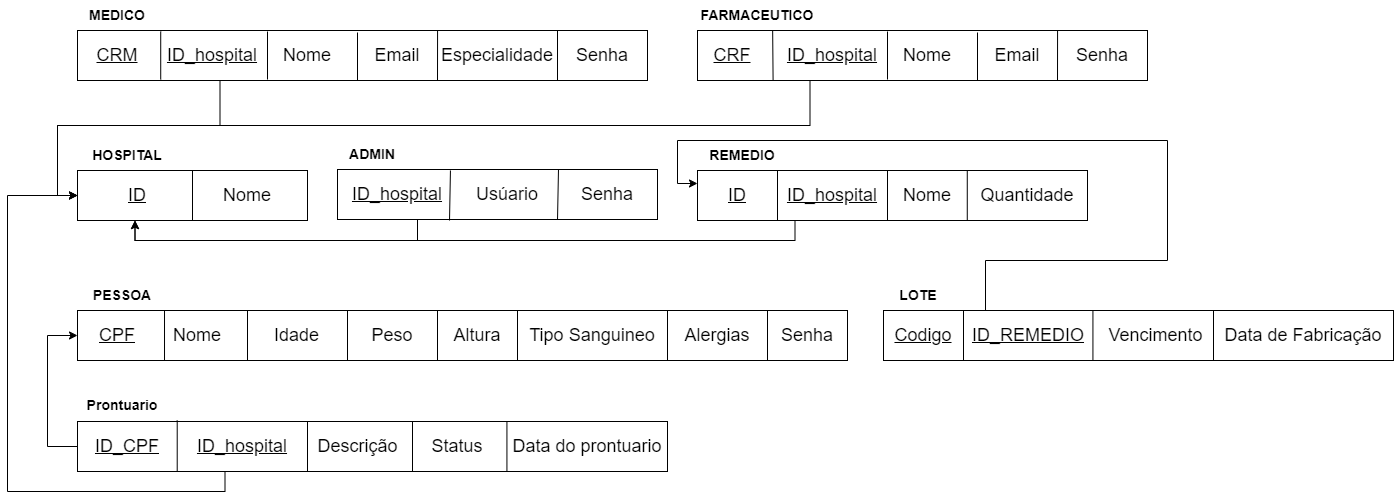 MEDICO
CRM ID_hospital Nome Email Especialidade Senha
FARMACEUTICO
CRF ID_hospital Nome Email Senha
HOSPITAL
ID Nome
ADMIN
ID_hospital Usúario Senha
REMEDIO
ID ID_hospital Nome Quantidade
PESSOA
CPF Nome Idade Peso Altura Tipo Sanguineo Alergias Senha
LOTE
Codigo ID_REMEDIO Vencimento Data de Fabricação
Prontuario
ID_CPF ID_hospital Descrição Status Data do prontuario